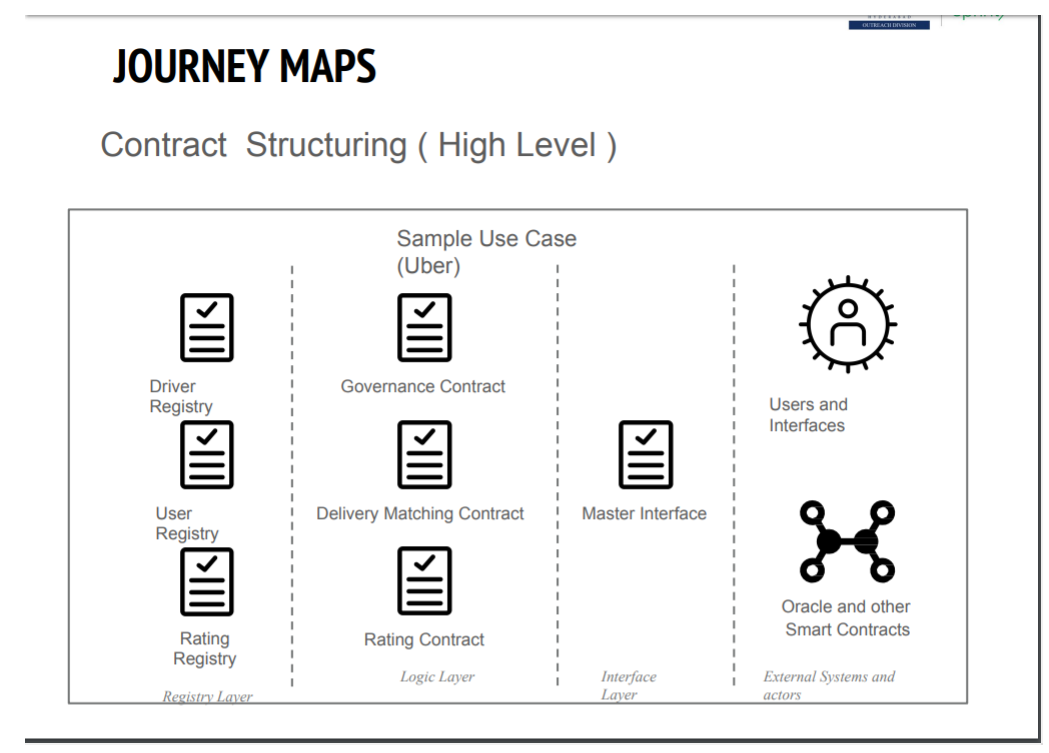 OUTREACH DIVISION
JOURNEY MAPS
Contract Structuring ( High Level )
Sample Use Case
(Uber)
Driver
Registry
Governance Contract
Users and
Interfaces
User
Registry
Delivery Matching Contract
Master Interface
Rating
Registry
Rating Contract
Oracle and other
Smart Contracts
Registry Layer
Logic Layer
Interface
Layer
External Systems and
actors